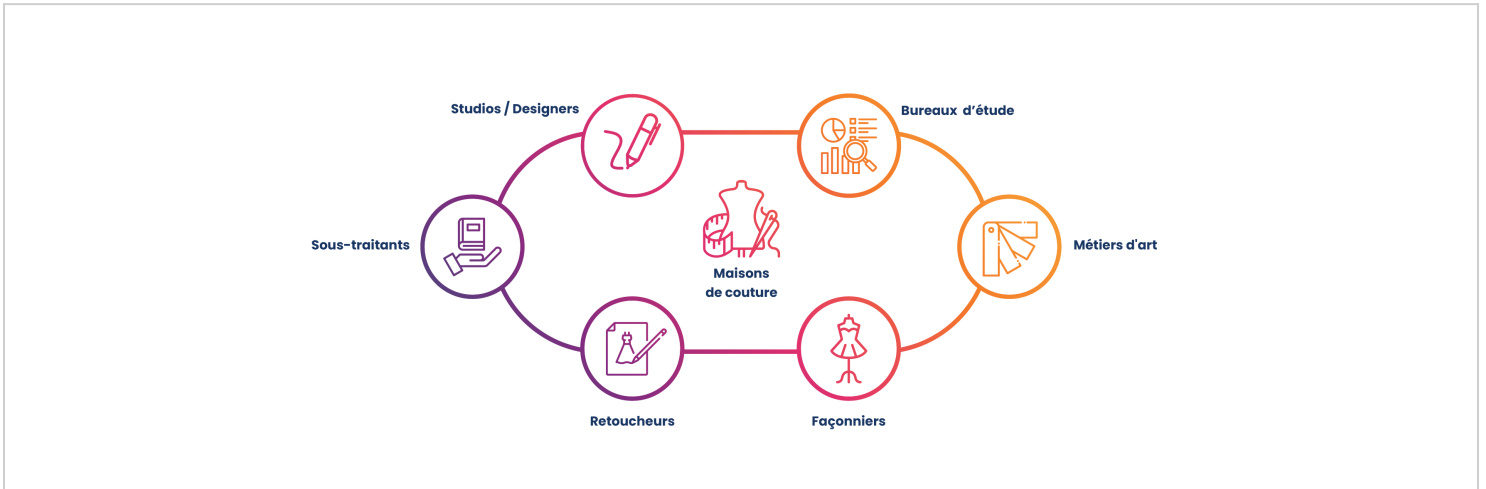 Studios / Designers
Bureaux d’étude
Sous-traitants
Métiers d'art
Maisons
de couture
Retoucheurs
Façonniers